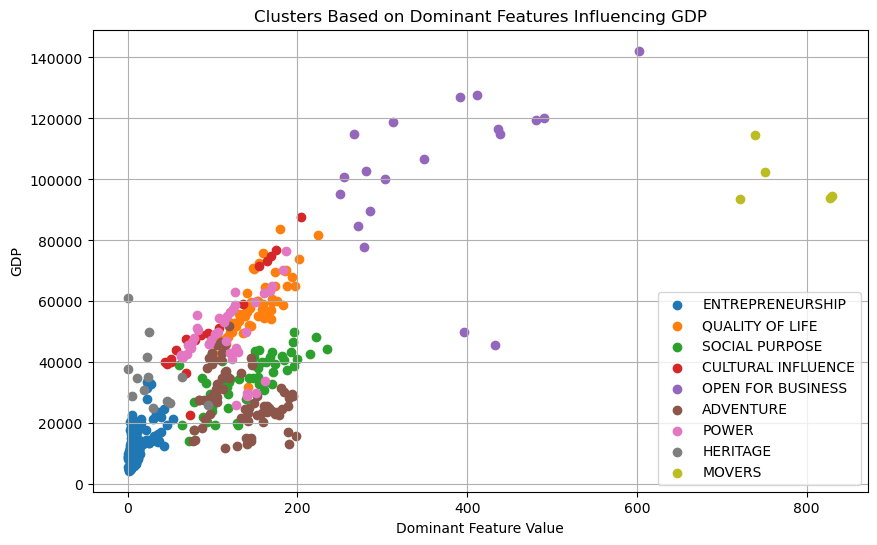 Clusters Based on Dominant Features Influencing GDP
GDP
140000
120000
100000
80000
60000
40000
20000
0
ENTREPRENEURSHIP
QUALITY OF LIFE
SOCIAL PURPOSE
CULTURAL INFLUENCE
OPEN FOR BUSINESS
ADVENTURE
POWER
HERITAGE
MOVERS
0 200 400 600 800
Dominant Feature Value